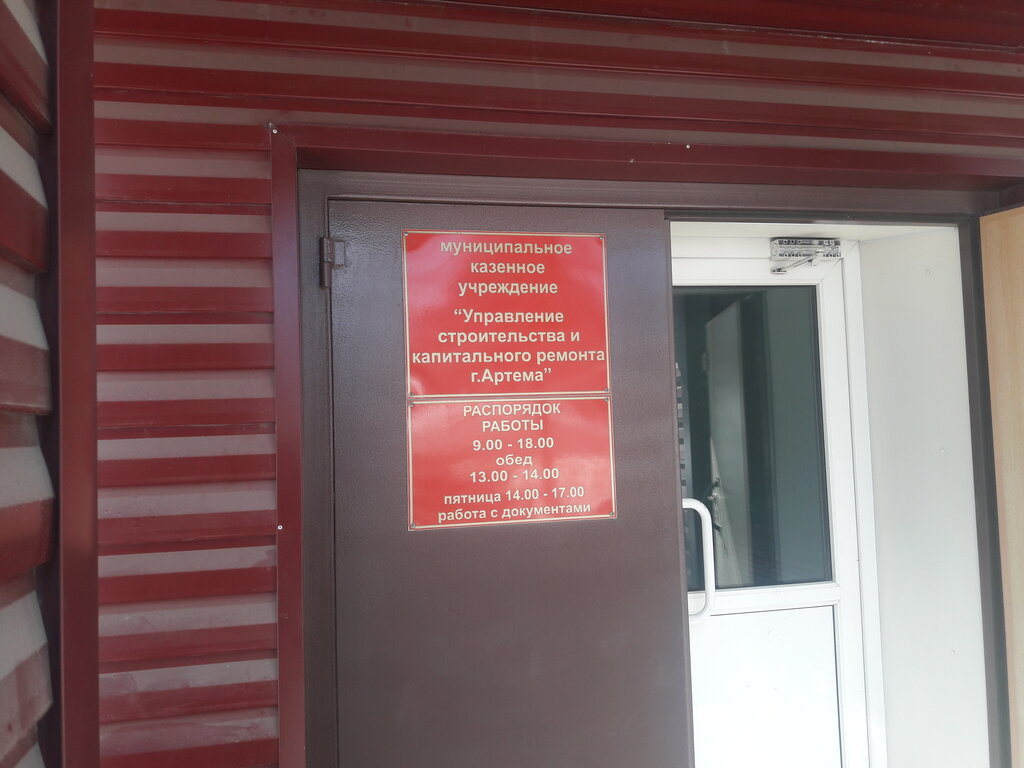 муниципальное
казенное
учреждение
“Управление
строительства и
капитального ремонта
г.Артема”
РАСПОРЯДОК
РАБОТЫ
9.00 - 18.00
обед
13.00 - 14.00
пятница 14.00 - 17.00
работа с документами